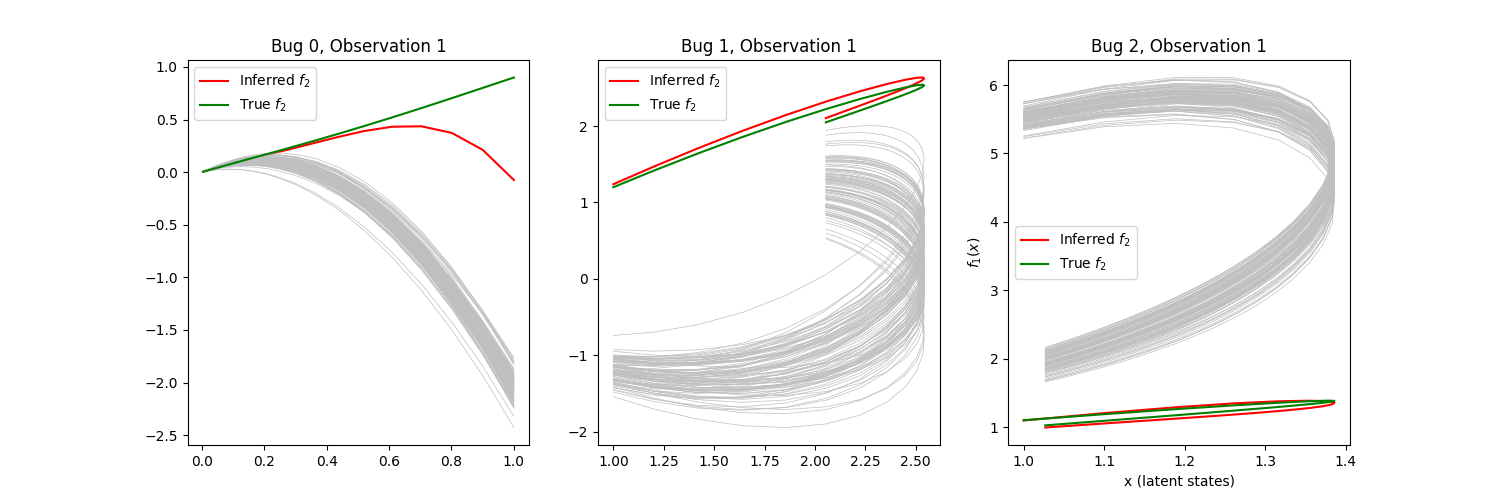 Bug 0, Observation 1
Inferred f₂
True f₂
1.0
0.5
0.0
−0.5
−1.0
−1.5
−2.0
−2.5
0.0 0.2 0.4 0.6 0.8 1.0
Bug 1, Observation 1
Inferred f₂
True f₂
2
1
0
−1
−2
1.00 1.25 1.50 1.75 2.00 2.25 2.50
Bug 2, Observation 1
6
5
4
3
2
1
f₁(x)
Inferred f₂
True f₂
1.0 1.1 1.2 1.3 1.4
x (latent states)